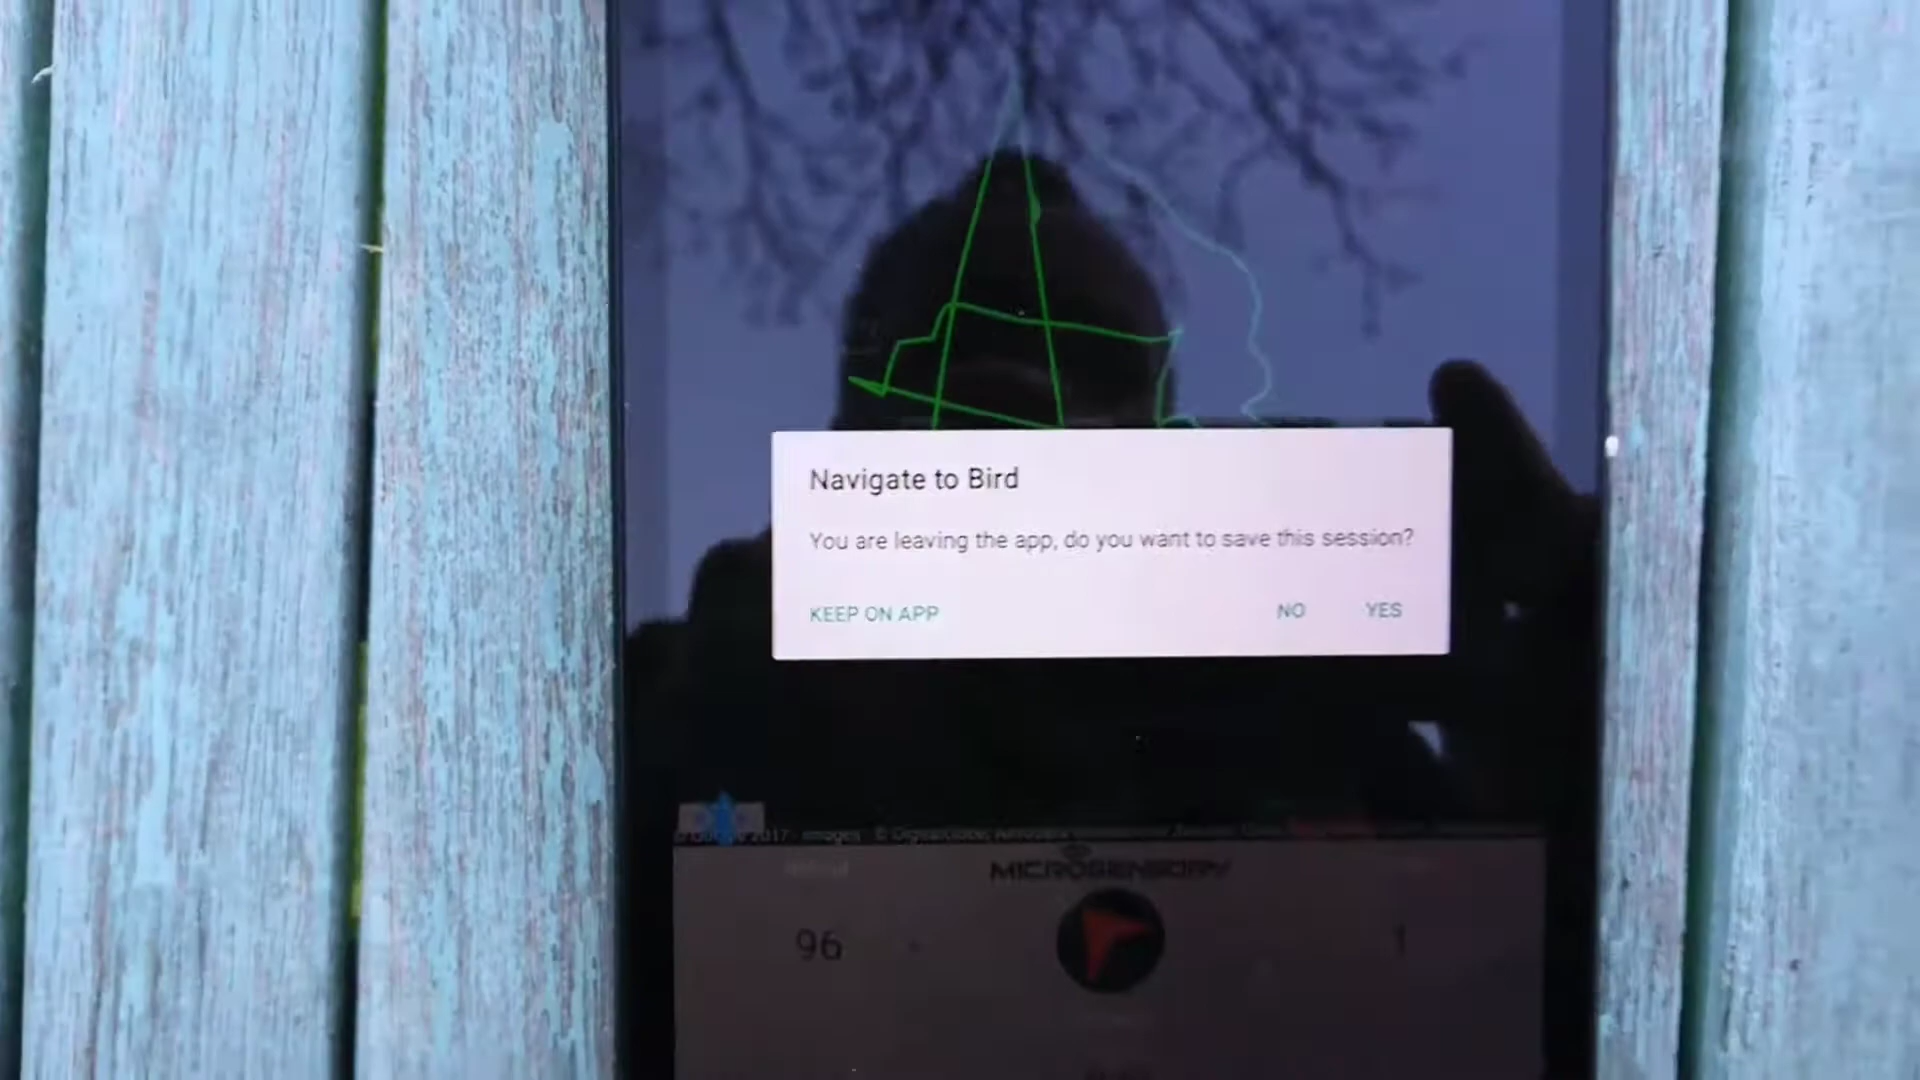 Navigate to Bird
You are leaving the app, do you want to save this session?
KEEP ON APP
NO
YES
MICROSENSORY
96
1